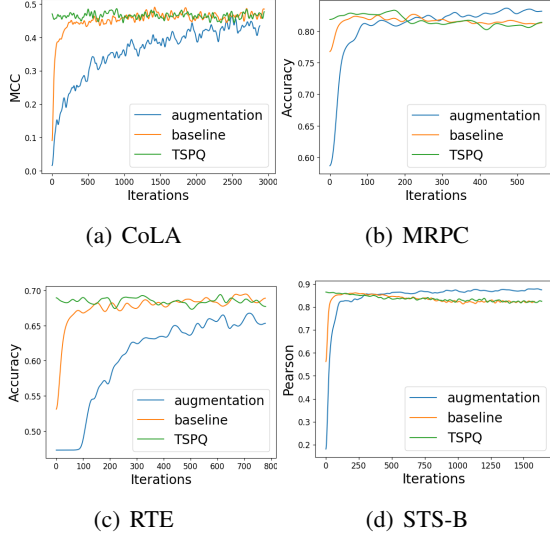 MCC
0.5
0.4
0.3
0.2
0.1
0.0
augmentation
baseline
TSPQ
0 500 1000 1500 2000 2500 3000
Iterations
(a) CoLA
Accuracy
0.80
0.75
0.70
0.65
0.60
augmentation
baseline
TSPQ
0 100 200 300 400 500
Iterations
(b) MRPC
Accuracy
0.70
0.65
0.60
0.55
0.50
augmentation
baseline
TSPQ
0 100 200 300 400 500 600 700 800
Iterations
(c) RTE
Pearson
0.9
0.8
0.7
0.6
0.5
0.4
0.3
0.2
augmentation
baseline
TSPQ
0 250 500 750 1000 1250 1500
Iterations
(d) STS-B